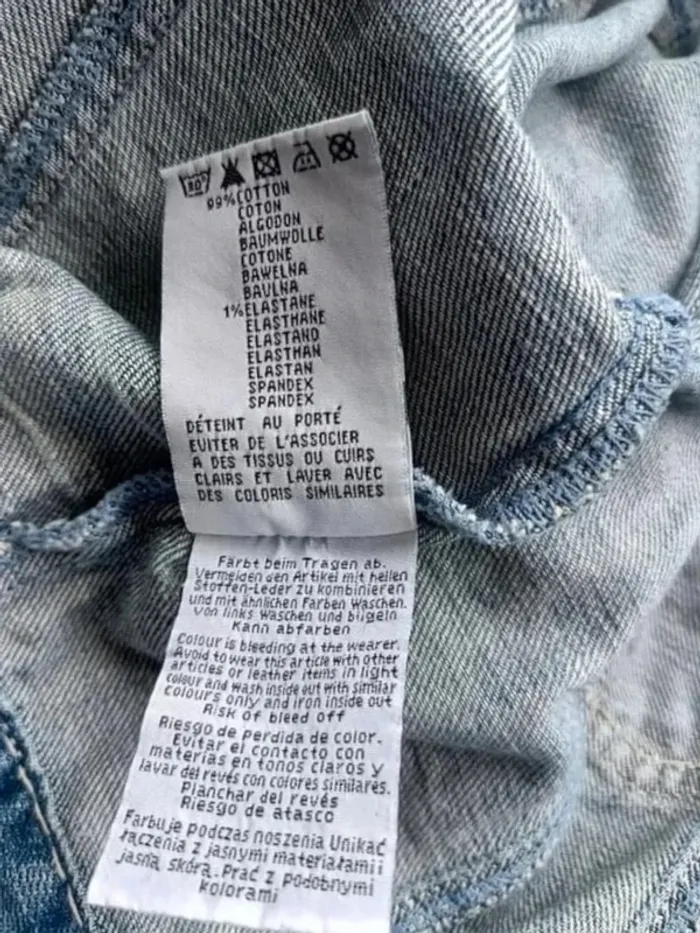 99%COTTON
COTON
ALGODON
BAUMWOLLE
COTONE
BAWELNA
BAVLNA
1%ELASTANE
ELASTHANE
ELASTANO
ELASTHAN
ELASTAN
SPANDEX
SPANDEX
DÉTEINT AU PORTÉ
EVITER DE L'ASSOCIER
A DES TISSUS OU CUIRS
CLAIRS ET LAVER AVEC
DES COLORIS SIMILAIRES
Färbt beim Tragen ab.
Vermeiden den Artikel mit hellen
Stoffen-Leder zu kombinieren
und mit ähnlichen Farben Waschen.
Von links Waschen und bügeln
Kann abfarben
Colour is bleeding at the wearer.
Avoid to wear this article with other
articles or leather items in light
colour and wash inside out with similar
colours only and iron inside out
Risk of bleed off
Riesgo de perdida de color.
Evitar el contacto con
materias en tonos claros y
lavar del revés con colores similares.
Planchar del revés
Riesgo de atasco
Farbuje podczas noszenia Unikać
łączenia z jasnymi materiałamii
jasną skórą. Prać z podobnymi
kolorami